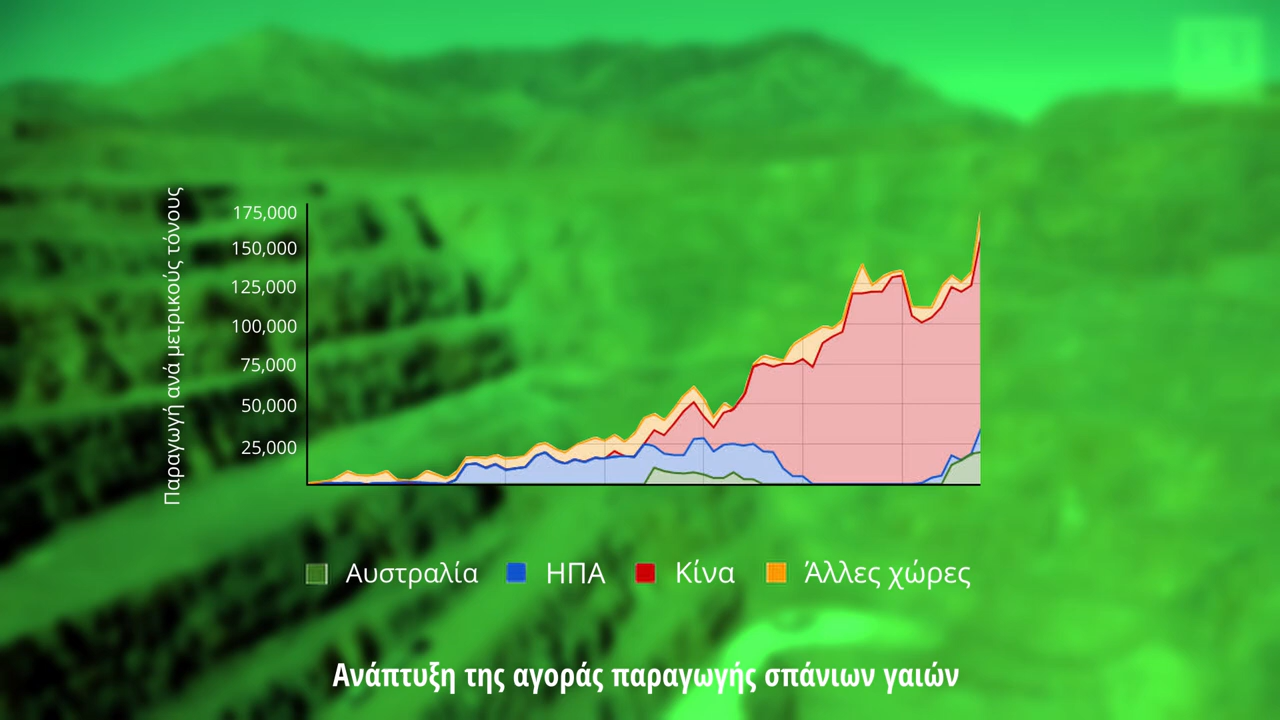 Παραγωγή ανά μετρικούς τόνους
175,000
150,000
125,000
100,000
75,000
50,000
25,000
Αυστραλία ΗΠΑ Κίνα Άλλες χώρες
Ανάπτυξη της αγοράς παραγωγής σπάνιων γαιών